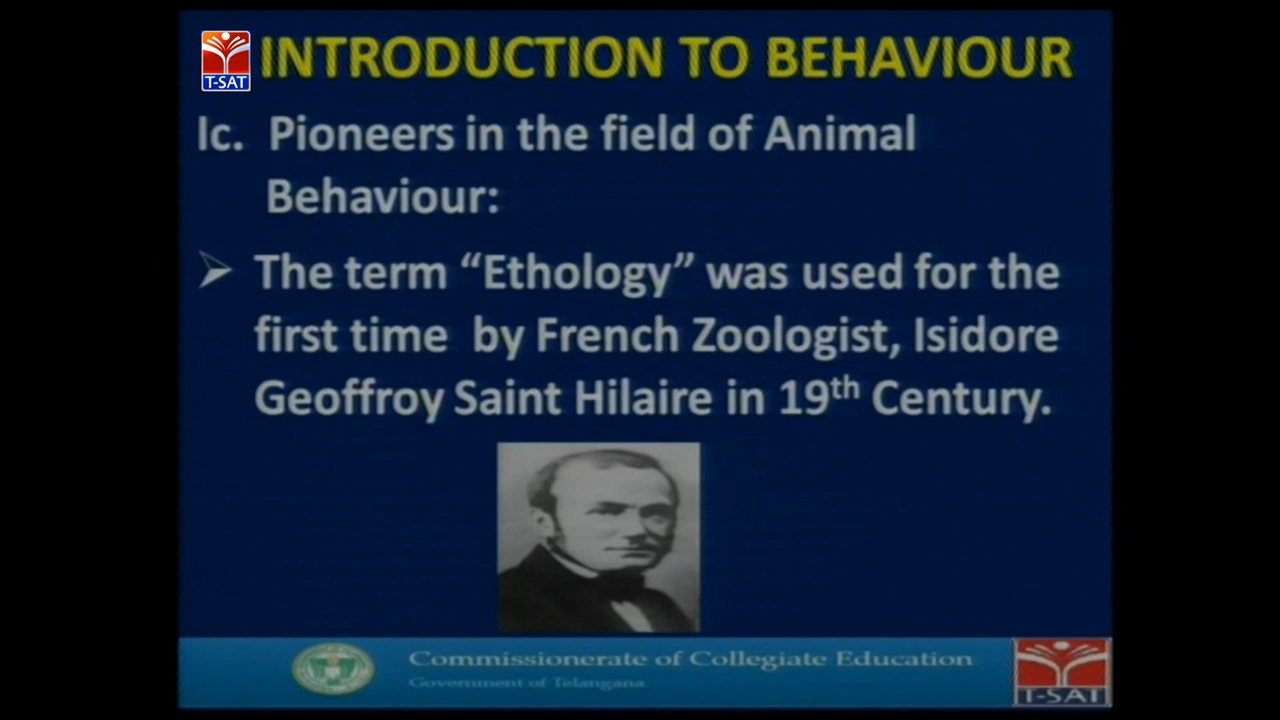 T-SAT
INTRODUCTION TO BEHAVIOUR
Ic. Pioneers in the field of Animal
Behaviour:
The term “Ethology” was used for the
first time by French Zoologist, Isidore
Geoffroy Saint Hilaire in 19th Century.
Commissionerate of Collegiate Education
Government of Telangana
T-SAT